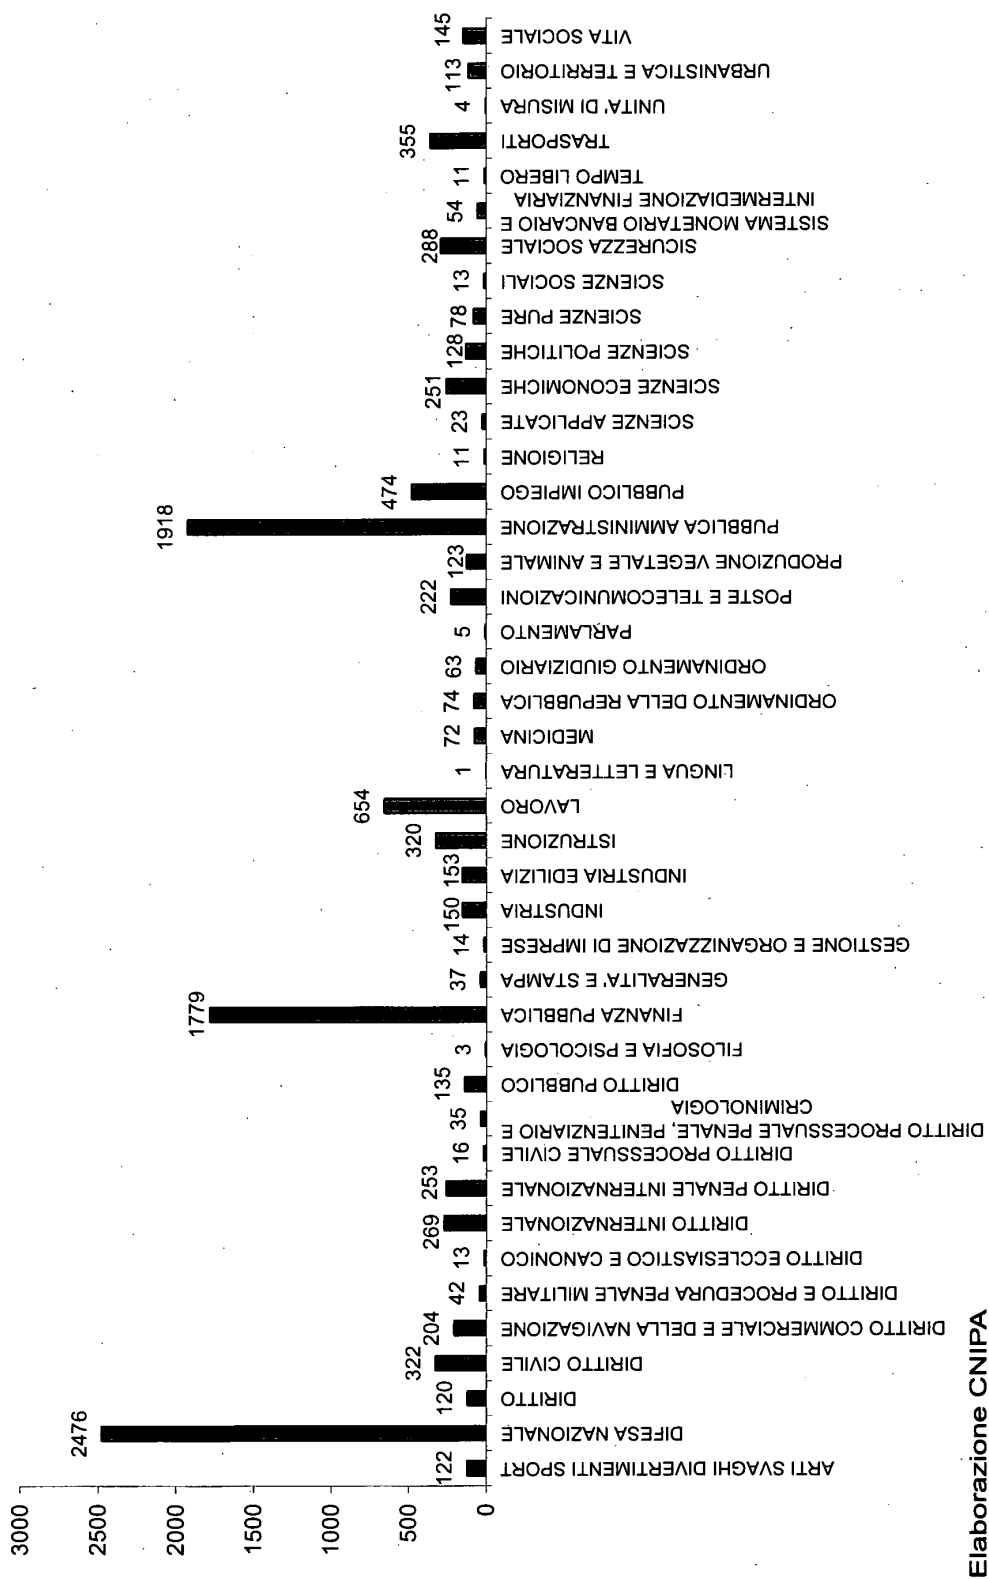 3000
2500
2000
1500
1000
500
0
122
2476
120
322
204
42
13
269
253
16
35
135
3
1779
37
14
150
153
320
654
1
72
74
63
5
222
123
1918
474
11
23
251
128
78
13
288
54
11
355
4
113
145
ARTI SVAGHI DIVERTIMENTI SPORT
DIFESA NAZIONALE
DIRITTO
DIRITTO CIVILE
DIRITTO COMMERCIALE E DELLA NAVIGAZIONE
DIRITTO E PROCEDURA PENALE MILITARE
DIRITTO ECCLESIASTICO E CANONICO
DIRITTO INTERNAZIONALE
DIRITTO PENALE INTERNAZIONALE
DIRITTO PROCESSUALE CIVILE
DIRITTO PROCESSUALE PENALE, PENITENZIARIO E
CRIMINOLOGIA
DIRITTO PUBBLICO
FILOSOFIA E PSICOLOGIA
FINANZA PUBBLICA
GENERALITA' E STAMPA
GESTIONE E ORGANIZZAZIONE DI IMPRESE
INDUSTRIA
INDUSTRIA EDILIZIA
ISTRUZIONE
LAVORO
LINGUA E LETTERATURA
MEDICINA
ORDINAMENTO DELLA REPUBBLICA
ORDINAMENTO GIUDIZIARIO
PARLAMENTO
POSTE E TELECOMUNICAZIONI
PRODUZIONE VEGETALE E ANIMALE
PUBBLICA AMMINISTRAZIONE
PUBBLICO IMPIEGO
RELIGIONE
SCIENZE APPLICATE
SCIENZE ECONOMICHE
SCIENZE POLITICHE
SCIENZE PURE
SCIENZE SOCIALI
SICUREZZA SOCIALE
SISTEMA MONETARIO BANCARIO E
INTERMEDIAZIONE FINANZIARIA
TEMPO LIBERO
TRASPORTI
UNITA' DI MISURA
URBANISTICA E TERRITORIO
VITA SOCIALE
Elaborazione CNIPA